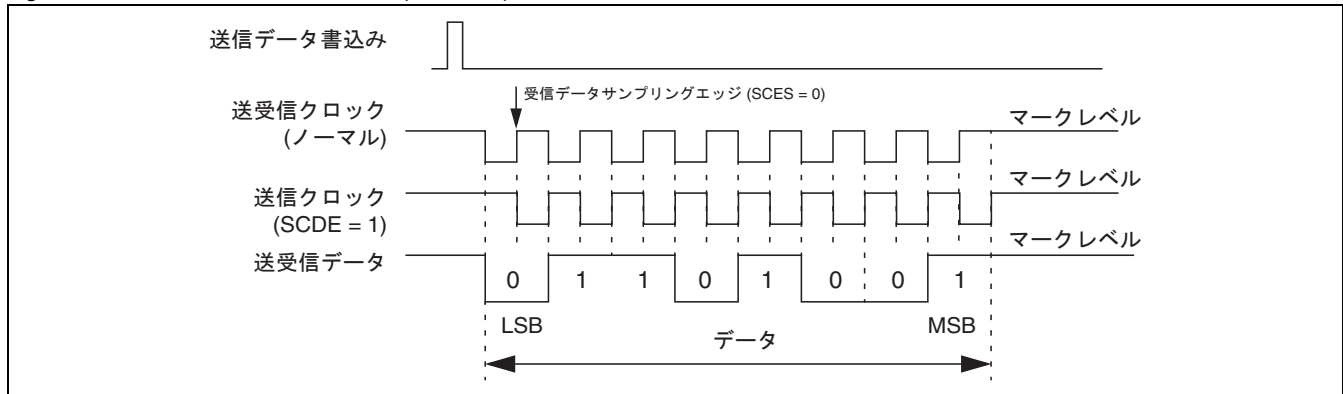 送信データ書込み
受信データサンプリングエッジ (SCES = 0)
送受信クロック
(ノーマル)
マークレベル
送信クロック
(SCDE = 1)
マークレベル
送受信データ
マークレベル
0 1 1 0 1 0 0 1
LSB
MSB
データ